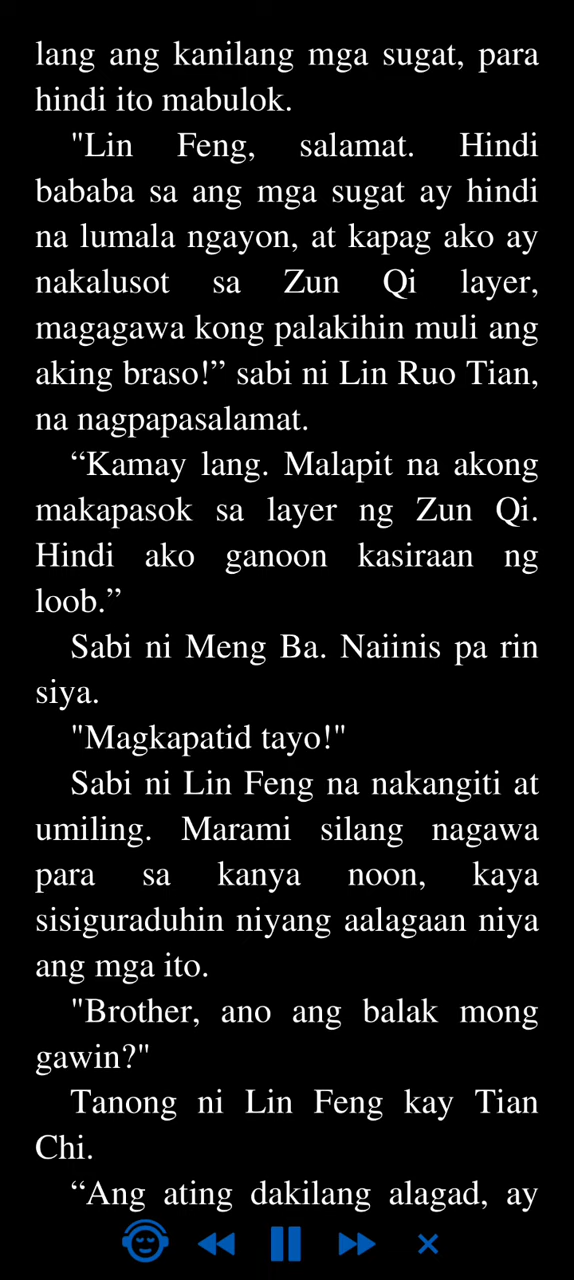 lang ang kanilang mga sugat, para
hindi ito mabulok.
"Lin Feng, salamat. Hindi
bababa sa ang mga sugat ay hindi
na lumala ngayon, at kapag ako ay
nakalusot sa Zun Qi layer,
magagawa kong palakihin muli ang
aking braso!” sabi ni Lin Ruo Tian,
na nagpapasalamat.
“Kamay lang. Malapit na akong
makapasok sa layer ng Zun Qi.
Hindi ako ganoon kasiraan ng
loob.”
Sabi ni Meng Ba. Naiinis pa rin
siya.
"Magkapatid tayo!"
Sabi ni Lin Feng na nakangiti at
umiling. Marami silang nagawa
para sa kanya noon, kaya
sisiguraduhin niyang aalagaan niya
ang mga ito.
"Brother, ano ang balak mong
gawin?"
Tanong ni Lin Feng kay Tian
Chi.
“Ang ating dakilang alagad, ay